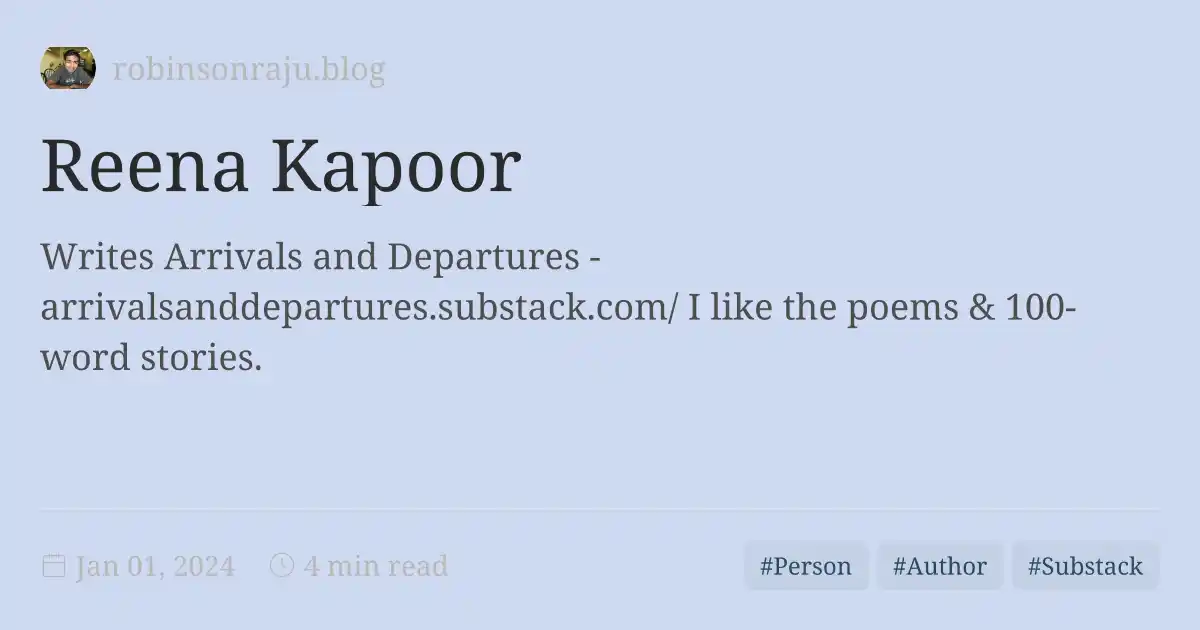 robinsonraju.blog
Reena Kapoor
Writes Arrivals and Departures -
arrivalsanddepartures.substack.com/ I like the poems & 100-
word stories.
Jan 01, 2024 4 min read #Person #Author #Substack